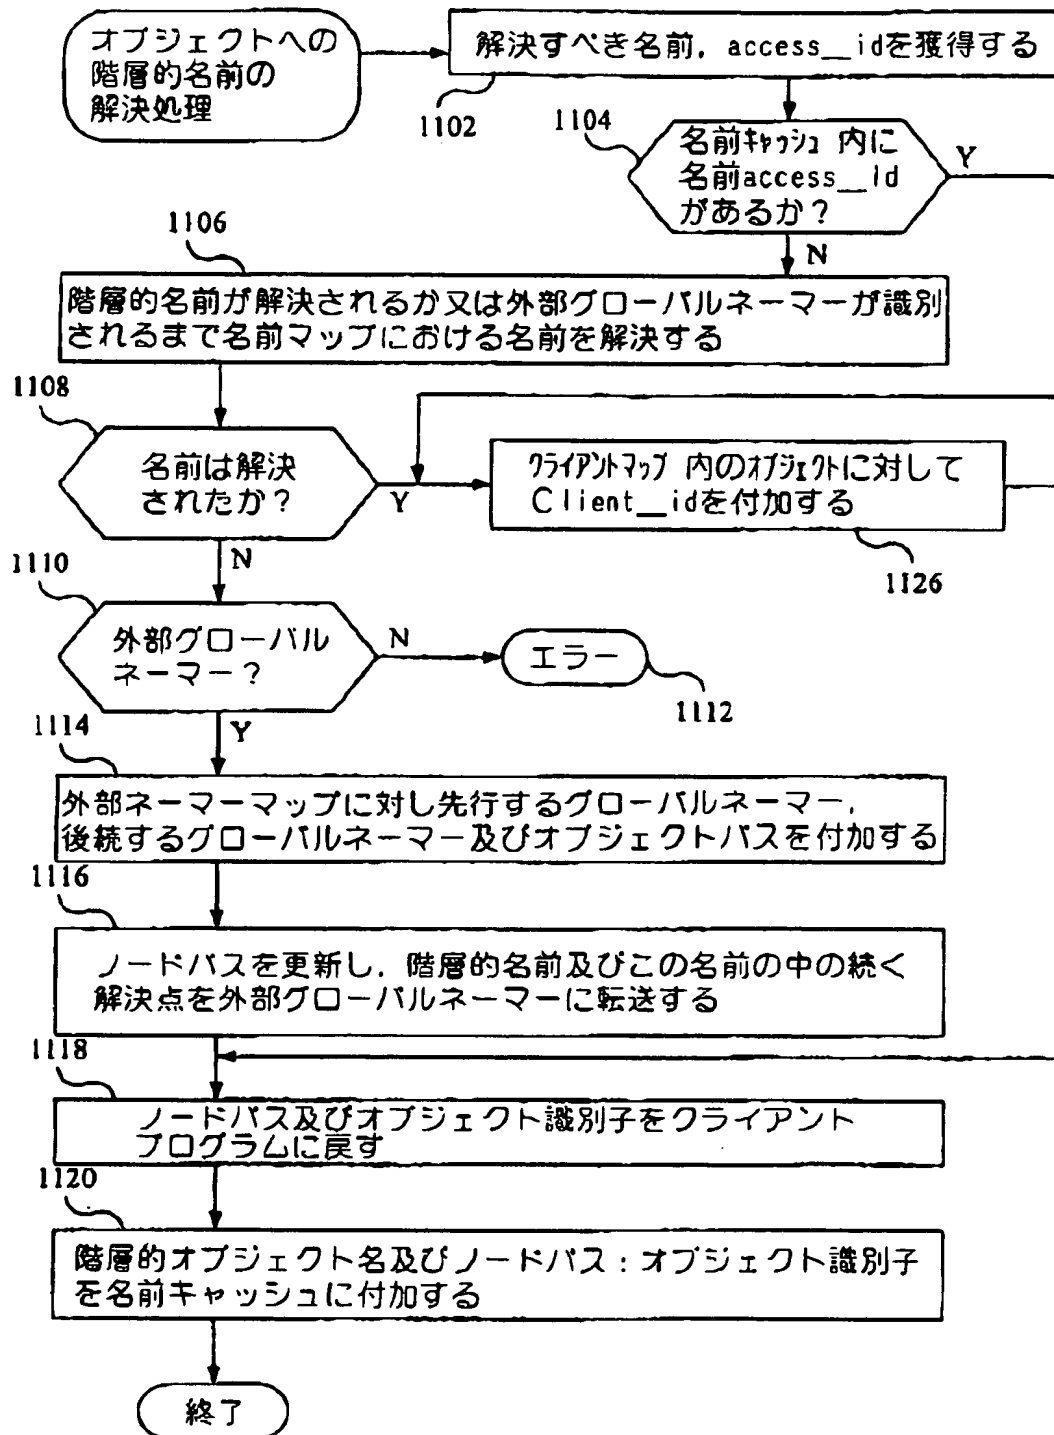 オブジェクトへの
階層的名前の
解決処理
解決すべき名前, access__idを獲得する
1102
1104
名前キャッシュ 内に
名前access__id
があるか?
Y
N
1106
階層的名前が解決されるか又は外部グローバルネーマーが識別
されるまで名前マップにおける名前を解決する
1108
名前は解決
されたか?
Y
N
クライアントマップ 内のオブジェクトに対して
Client__idを付加する
1126
1110
外部グローバル
ネーマー?
N
エラー
1112
Y
1114
外部ネーマーマップに対し先行するグローバルネーマー,
後続するグローバルネーマー及びオブジェクトパスを付加する
1116
ノードパスを更新し, 階層的名前及びこの名前の中の続く
解決点を外部グローバルネーマーに転送する
1118
ノードパス及びオブジェクト識別子をクライアント
プログラムに戻す
1120
階層的オブジェクト名及びノードパス:オブジェクト識別子
を名前キャッシュに付加する
終了